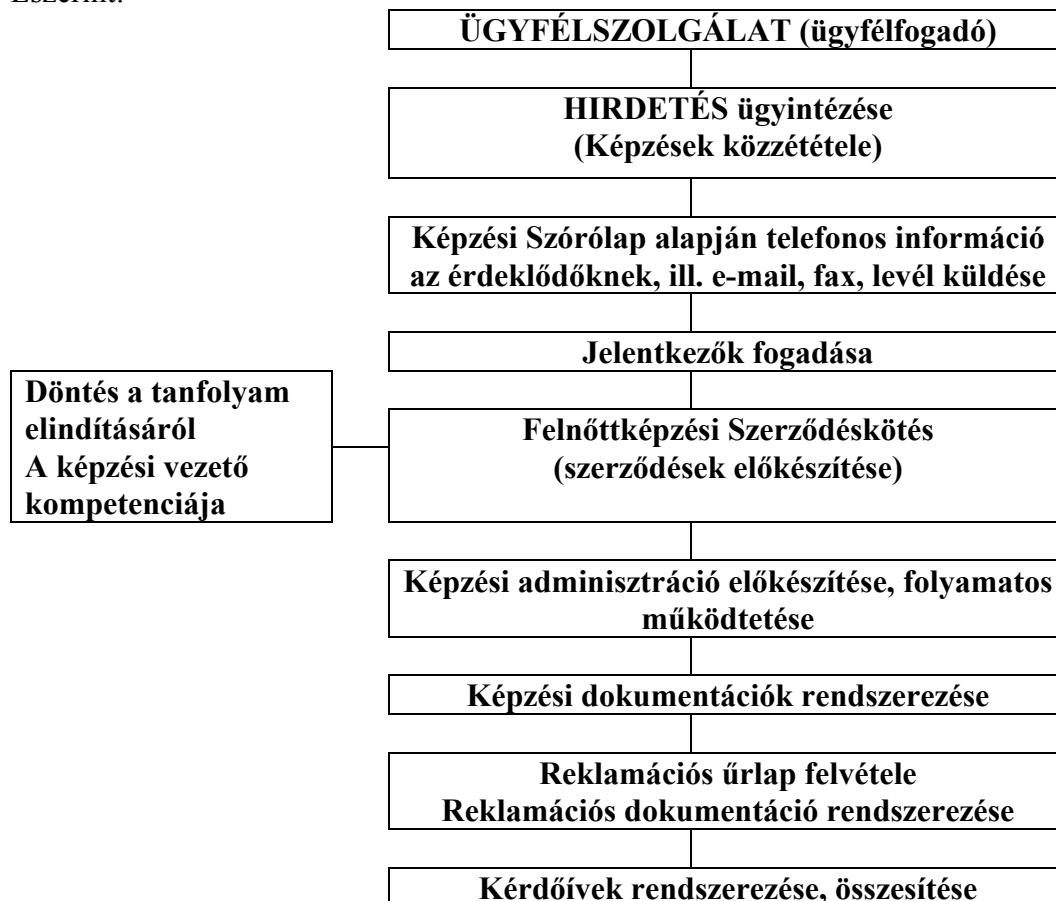 ÜGYFÉLSZOLGÁLAT (ügyfélfogadó)
HIRDETÉS ügyintézése
(Képzések közzététele)
Képzési Szórólap alapján telefonos információ
az érdeklődőknek, ill. e-mail, fax, levél küldése
Jelentkezők fogadása
Döntés a tanfolyam
elindításáról
A képzési vezető
kompetenciája
Felnőttképzési Szerződéskötés
(szerződések előkészítése)
Képzési adminisztráció előkészítése, folyamatos
működtetése
Képzési dokumentációk rendszerezése
Reklamációs űrlap felvétele
Reklamációs dokumentáció rendszerezése
Kérdőívek rendszerezése, összesítése